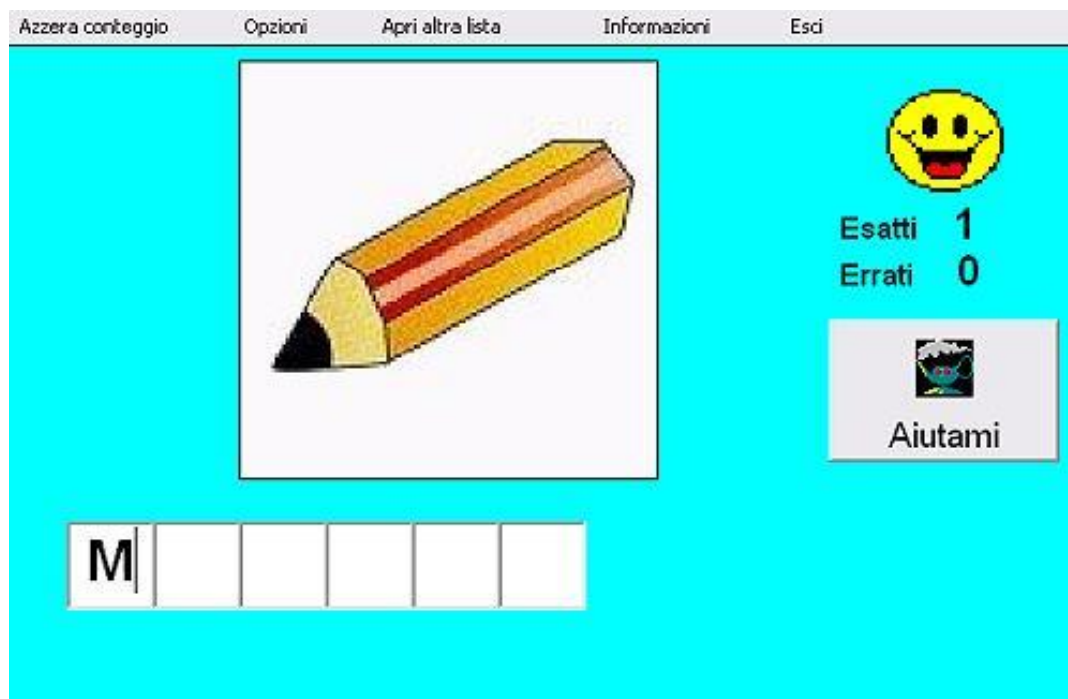 Azzera conteggio Opzioni Apri altra lista Informazioni Esci
Esatti 1
Errati 0
Aiutami
M